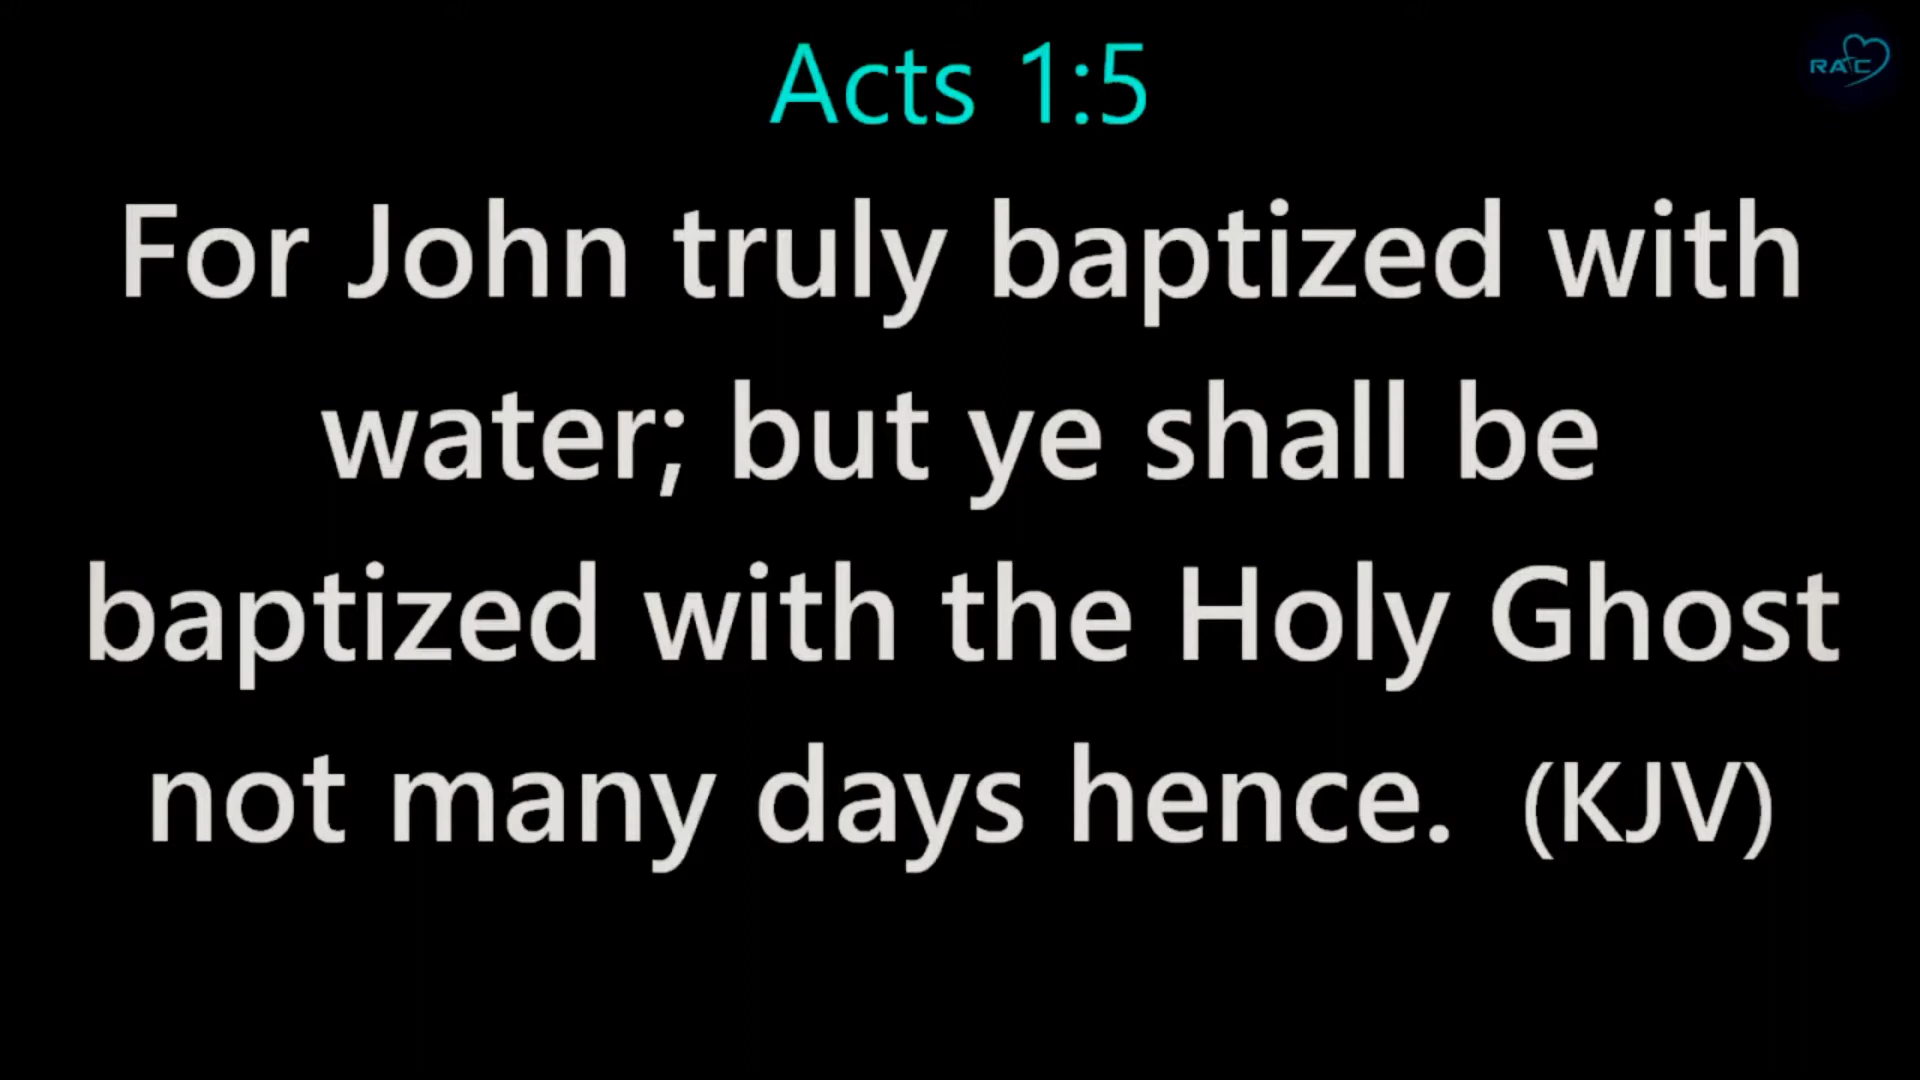 Acts 1:5
RAC
For John truly baptized with
water; but ye shall be
baptized with the Holy Ghost
not many days hence. (KJV)